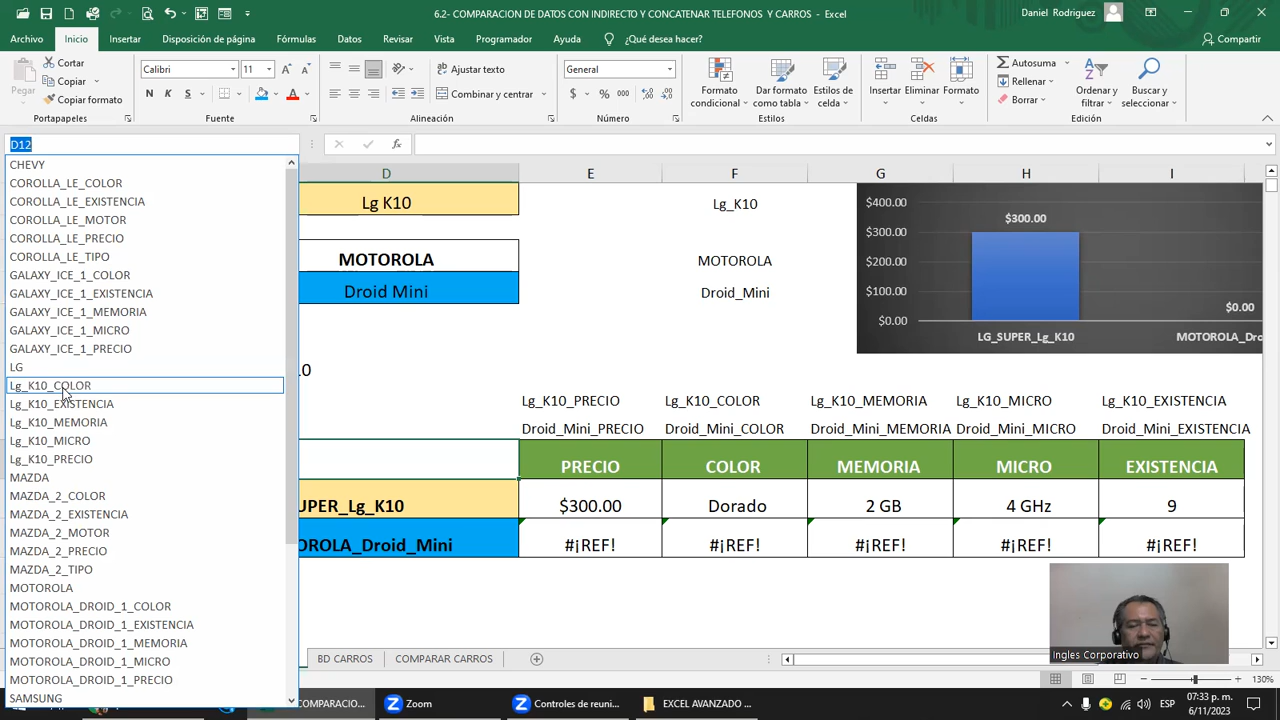 6.2- COMPARACION DE DATOS CON INDIRECTO Y CONCATENAR TELEFONOS Y CARROS - Excel
Daniel Rodriguez
Archivo Inicio Insertar Disposición de página Fórmulas Datos Revisar Vista Programador Ayuda ¿Qué desea hacer? Compartir
Pegar
Cortar
Copiar
Copiar formato
Portapapeles
Calibri 11
N K S
Fuente
Ajustar texto
Combinar y centrar
Alineación
General
$ % 000
Número
Formato condicional
Dar formato como tabla
Estilos de celda
Estilos
Insertar Eliminar Formato
Celdas
Autosuma
Rellenar
Borrar
Ordenar y filtrar
Buscar y seleccionar
Edición
D12
CHEVY
COROLLA_LE_COLOR
COROLLA_LE_EXISTENCIA
COROLLA_LE_MOTOR
COROLLA_LE_PRECIO
COROLLA_LE_TIPO
GALAXY_ICE_1_COLOR
GALAXY_ICE_1_EXISTENCIA
GALAXY_ICE_1_MEMORIA
GALAXY_ICE_1_MICRO
GALAXY_ICE_1_PRECIO
LG
Lg_K10_COLOR
Lg_K10_EXISTENCIA
Lg_K10_MEMORIA
Lg_K10_MICRO
Lg_K10_PRECIO
MAZDA
MAZDA_2_COLOR
MAZDA_2_EXISTENCIA
MAZDA_2_MOTOR
MAZDA_2_PRECIO
MAZDA_2_TIPO
MOTOROLA
MOTOROLA_DROID_1_COLOR
MOTOROLA_DROID_1_EXISTENCIA
MOTOROLA_DROID_1_MEMORIA
MOTOROLA_DROID_1_MICRO
MOTOROLA_DROID_1_PRECIO
SAMSUNG
D E F G H I
Lg K10 Lg_K10
MOTOROLA MOTOROLA
Droid Mini Droid_Mini
$400.00
$300.00
$200.00
$100.00
$0.00
$300.00
$0.00
LG_SUPER_Lg_K10 MOTOROLA_Dro
10
Lg_K10_PRECIO Lg_K10_COLOR Lg_K10_MEMORIA Lg_K10_MICRO Lg_K10_EXISTENCIA
Droid_Mini_PRECIO Droid_Mini_COLOR Droid_Mini_MEMORIA Droid_Mini_MICRO Droid_Mini_EXISTENCIA
PRECIO COLOR MEMORIA MICRO EXISTENCIA
UPER_Lg_K10 $300.00 Dorado 2 GB 4 GHz 9
OROLA_Droid_Mini #¡REF! #¡REF! #¡REF! #¡REF! #¡REF!
Ingles Corporativo
BD CARROS COMPARAR CARROS
130%
COMPARACIO... Zoom Controles de reuni... EXCEL AVANZADO ...
ESP
07:33 p. m.
6/11/2023